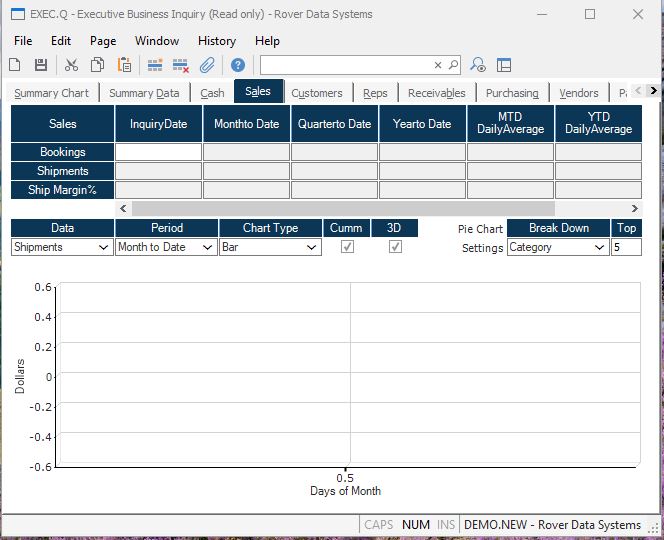 EXEC.Q - Executive Business Inquiry (Read only) - Rover Data Systems
File Edit Page Window History Help
Summary Chart Summary Data Cash Sales Customers Reps Receivables Purchasing Vendors
Sales InquiryDate Monthto Date Quarterto Date Yearto Date MTD DailyAverage YTD DailyAverage
Bookings
Shipments
Ship Margin%
Data Period Chart Type Cumm 3D Pie Chart Break Down Top
Shipments Month to Date Bar Settings Category 5
0.6
0.4
0.2
0
-0.2
-0.4
-0.6
Dollars
0.5
Days of Month
CAPS NUM INS DEMO.NEW - Rover Data Systems